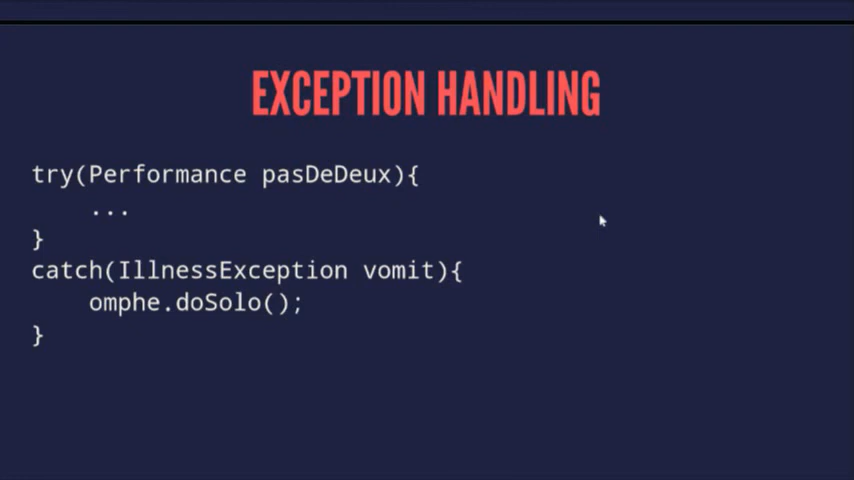 EXCEPTION HANDLING
try(Performance pasDeDeux){
    ...
}
catch(IllnessException vomit){
    omphe.doSolo();
}